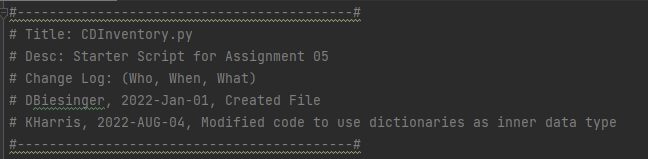 #------------------------------------------#
# Title: CDInventory.py
# Desc: Starter Script for Assignment 05
# Change Log: (Who, When, What)
# DBiesinger, 2022-Jan-01, Created File
# KHarris, 2022-AUG-04, Modified code to use dictionaries as inner data type
#------------------------------------------#